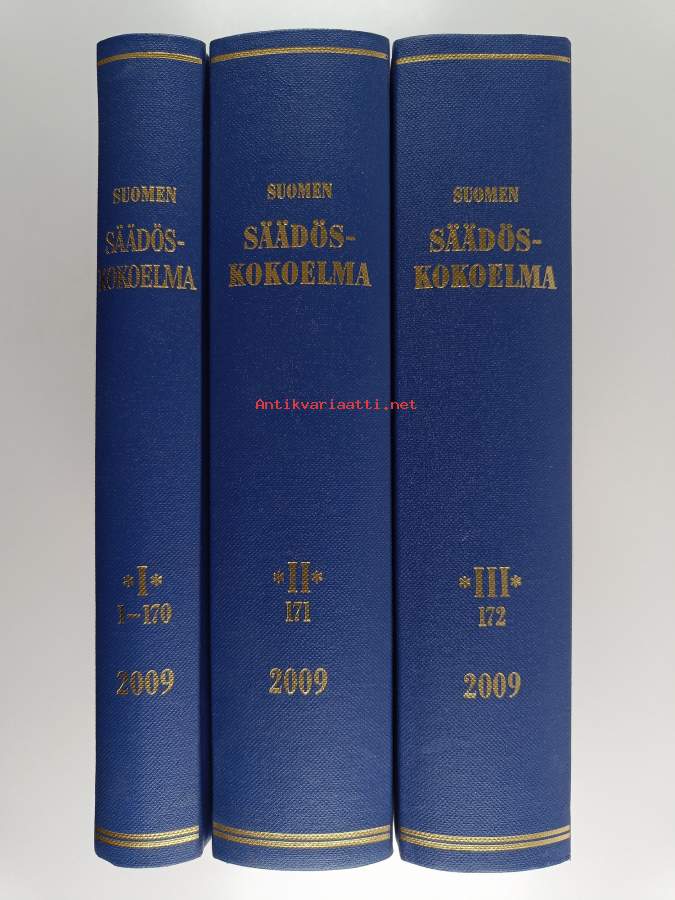 SUOMEN
SÄÄDÖS-
KOKOELMA
*I*
1–170
2009
SUOMEN
SÄÄDÖS-
KOKOELMA
*II*
171
2009
SUOMEN
SÄÄDÖS-
KOKOELMA
*III*
172
2009
Antikvariaatti.net